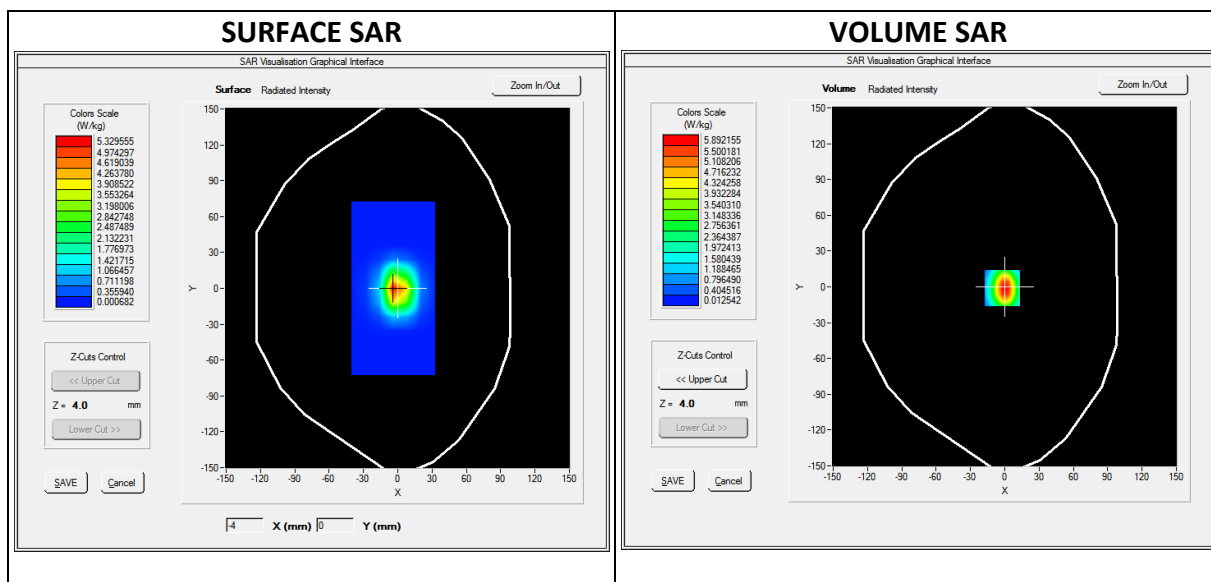 SURFACE SAR
SAR Visualisation Graphical Interface
Surface Radiated Intensity
Zoom In/Out
Colors Scale
(W/kg)
5.329555
4.974297
4.619039
4.263780
3.908522
3.553264
3.198006
2.842748
2.487489
2.132231
1.776973
1.421715
1.066457
0.711198
0.355940
0.000682
Z-Cuts Control
<< Upper Cut
Z = 4.0 mm
Lower Cut >>
SAVE Cancel
150-
120-
90-
60-
30-
0-
-30-
-60-
-90-
-120-
-150-
Y
-150 -120 -90 -60 -30 0 30 60 90 120 150
X
-4 X (mm) 0 Y (mm)
VOLUME SAR
SAR Visualisation Graphical Interface
Volume Radiated Intensity
Zoom In/Out
Colors Scale
(W/kg)
5.892155
5.500181
5.108206
4.716232
4.324258
3.932284
3.540310
3.148336
2.756361
2.364387
1.972413
1.580439
1.188465
0.796490
0.404516
0.012542
Z-Cuts Control
<< Upper Cut
Z = 4.0 mm
Lower Cut >>
SAVE Cancel
150-
120-
90-
60-
30-
0-
-30-
-60-
-90-
-120-
-150-
Y
-150 -120 -90 -60 -30 0 30 60 90 120 150
X